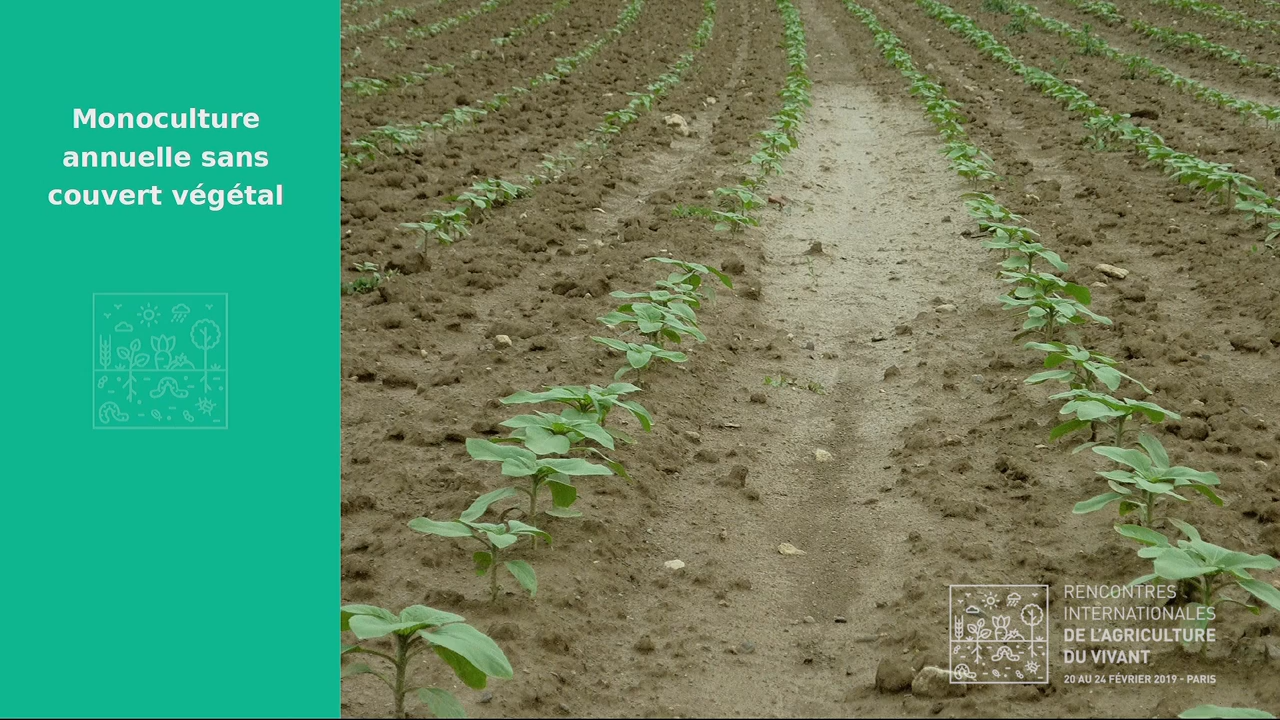 Monoculture
annuelle sans
couvert végétal
RENCONTRES
INTERNATIONALES
DE L'AGRICULTURE
DU VIVANT
20 AU 24 FÉVRIER 2019 - PARIS